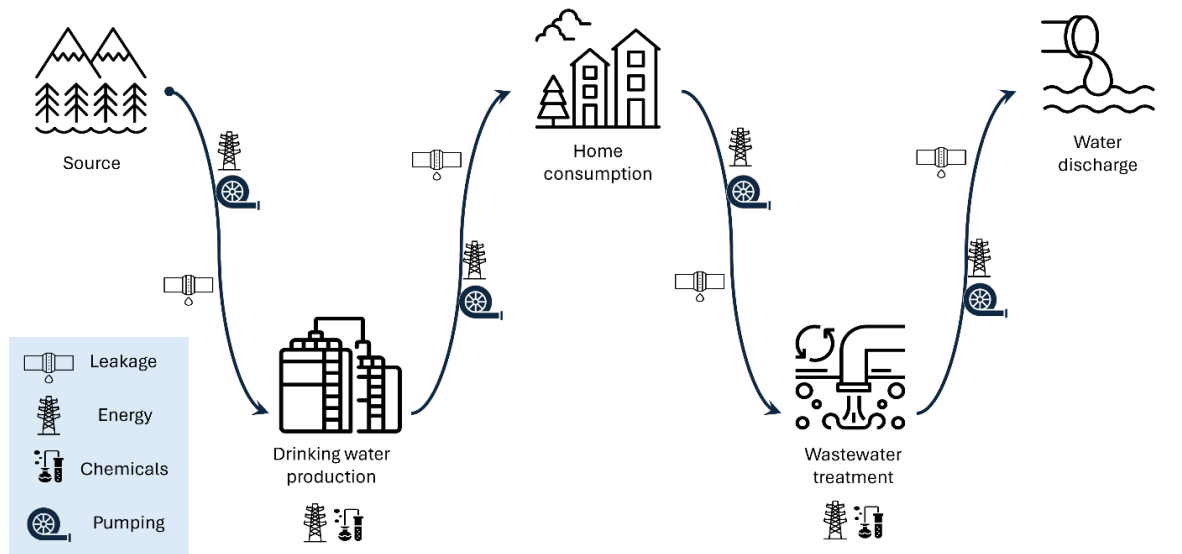 Source
Home
consumption
Water
discharge
Drinking water
production
Wastewater
treatment
Leakage
Energy
Chemicals
Pumping